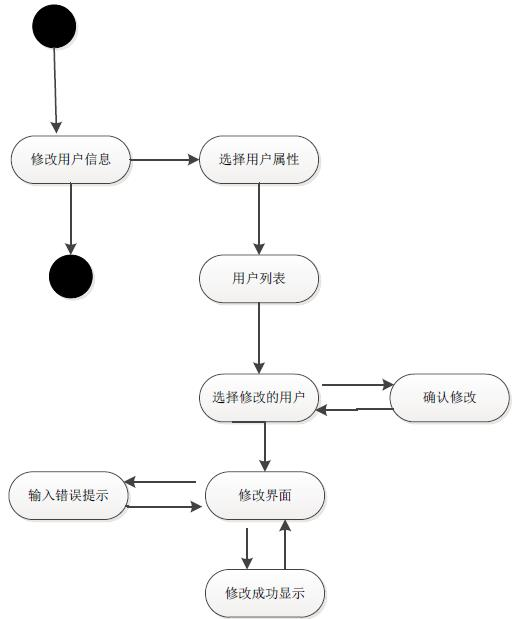 修改用户信息
选择用户属性
用户列表
选择修改的用户
确认修改
输入错误提示
修改界面
修改成功显示